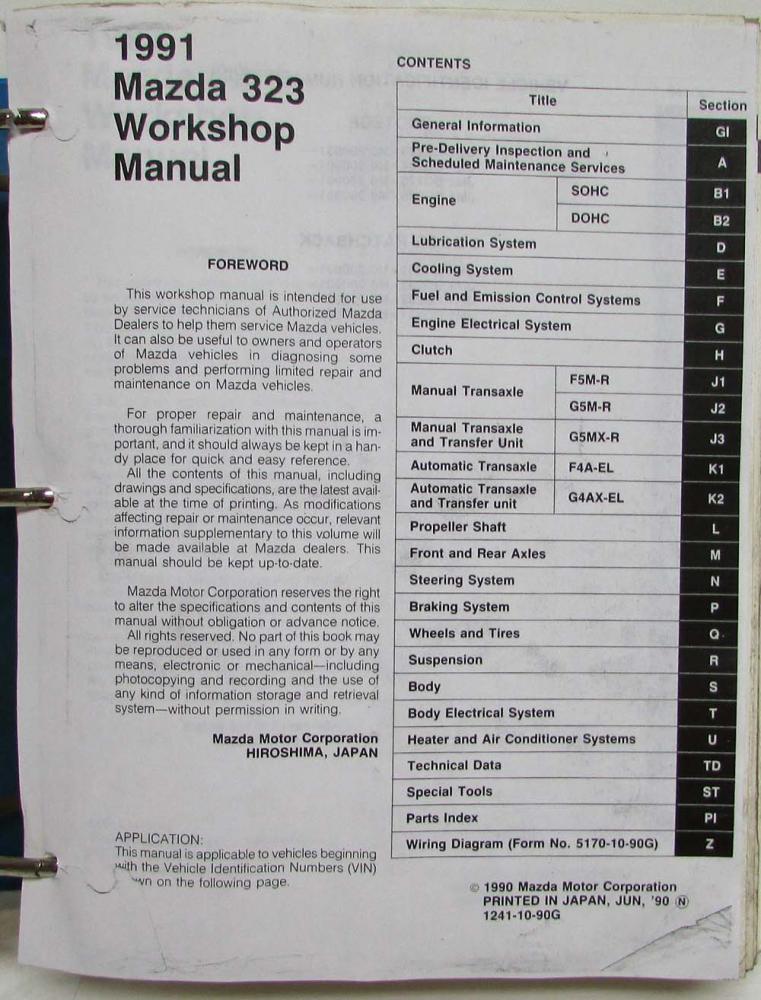 1991
Mazda 323
Workshop
Manual
FOREWORD
This workshop manual is intended for use
by service technicians of Authorized Mazda
Dealers to help them service Mazda vehicles.
It can also be useful to owners and operators
of Mazda vehicles in diagnosing some
problems and performing limited repair and
maintenance on Mazda vehicles.
For proper repair and maintenance, a
thorough familiarization with this manual is im-
portant, and it should always be kept in a han-
dy place for quick and easy reference.
All the contents of this manual, including
drawings and specifications, are the latest avail-
able at the time of printing. As modifications
affecting repair or maintenance occur, relevant
information supplementary to this volume will
be made available at Mazda dealers. This
manual should be kept up-to-date.
Mazda Motor Corporation reserves the right
to alter the specifications and contents of this
manual without obligation or advance notice.
All rights reserved. No part of this book may
be reproduced or used in any form or by any
means, electronic or mechanical—including
photocopying and recording and the use of
any kind of information storage and retrieval
system—without permission in writing.
Mazda Motor Corporation
HIROSHIMA, JAPAN
APPLICATION:
This manual is applicable to vehicles beginning
with the Vehicle Identification Numbers (VIN)
on the following page.
CONTENTS
Title Section
General Information GI
Pre-Delivery Inspection and
Scheduled Maintenance Services A
Engine SOHC B1
DOHC B2
Lubrication System D
Cooling System E
Fuel and Emission Control Systems F
Engine Electrical System G
Clutch H
Manual Transaxle F5M-R J1
G5M-R J2
Manual Transaxle
and Transfer Unit G5MX-R J3
Automatic Transaxle F4A-EL K1
Automatic Transaxle
and Transfer unit G4AX-EL K2
Propeller Shaft L
Front and Rear Axles M
Steering System N
Braking System P
Wheels and Tires Q
Suspension R
Body S
Body Electrical System T
Heater and Air Conditioner Systems U
Technical Data TD
Special Tools ST
Parts Index PI
Wiring Diagram (Form No. 5170-10-90G) Z
© 1990 Mazda Motor Corporation
PRINTED IN JAPAN, JUN, '90 Ⓝ
1241-10-90G